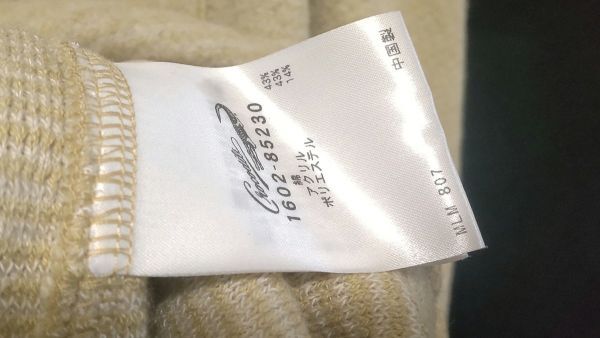 1602-85230
綿 43%
アクリル 43%
ポリエステル 14%
中国製
MLM 807